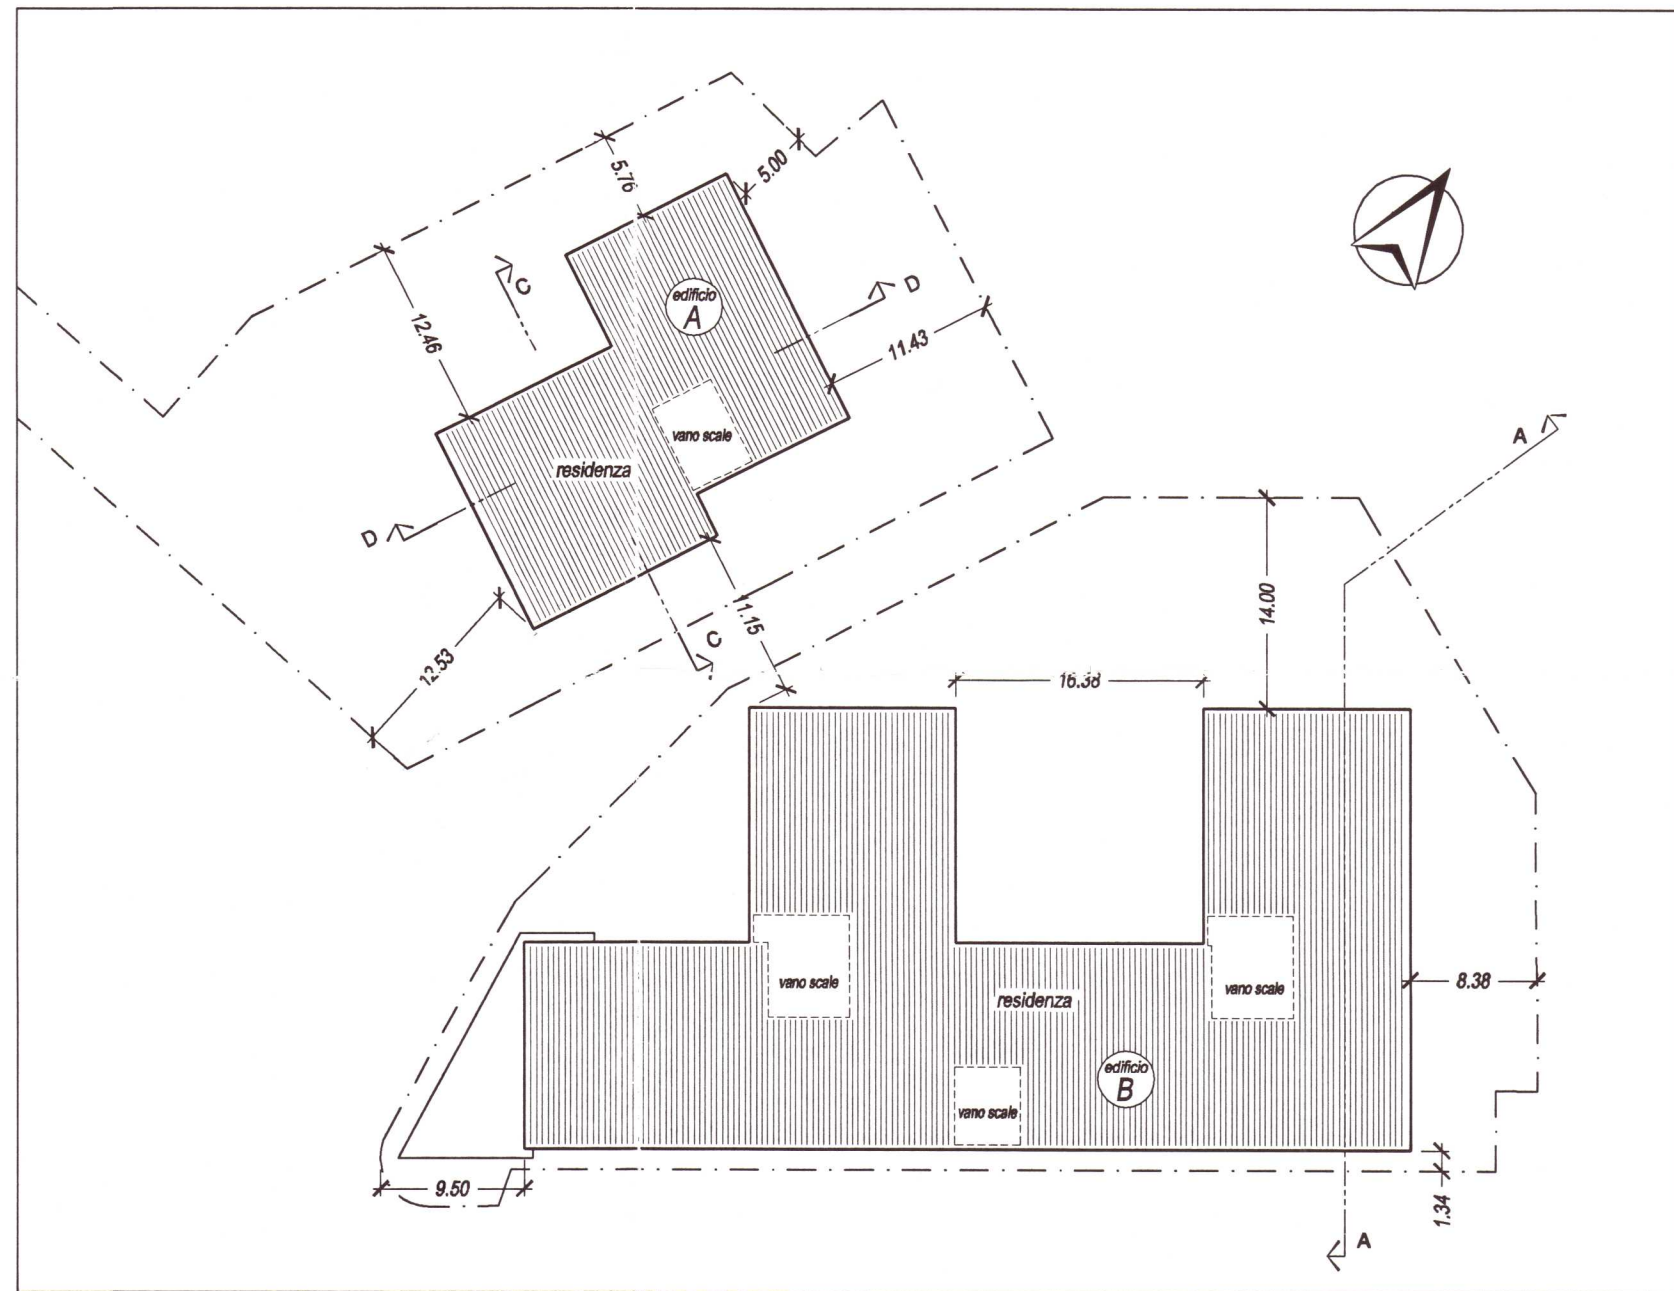 5.76
5.00
C
12.46
edificio
A
D
11.43
A
vano scale
residenza
D
14.00
11.15
C
12.53
16.38
vano scale
residenza
vano scale
8.38
edificio
B
vano scale
9.50
1.34
A